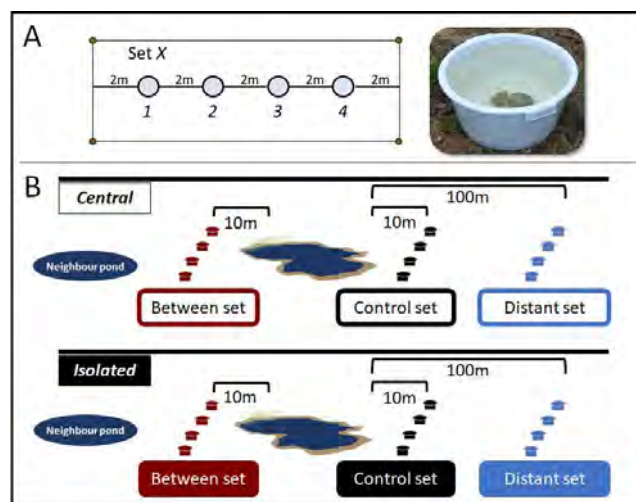 A
Set X
2m 2m 2m 2m 2m
1 2 3 4
B
Central
100m
10m 10m
Neighbour pond
Between set Control set Distant set
Isolated
100m
10m 10m
Neighbour pond
Between set Control set Distant set